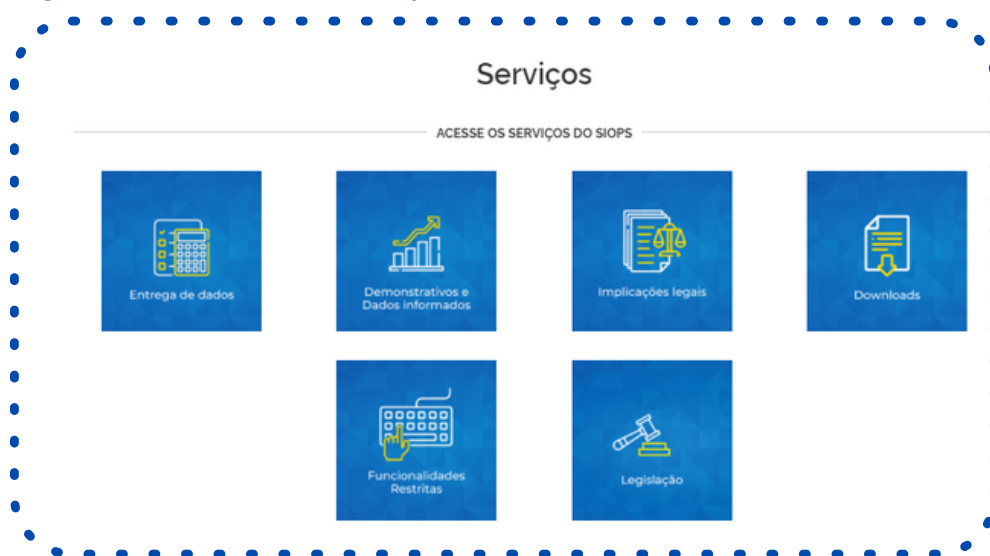 Serviços
ACESSE OS SERVIÇOS DO SIOPS
Entrega de dados
Demonstrativos e
Dados informados
Implicações legais
Downloads
Funcionalidades
Restritas
Legislação